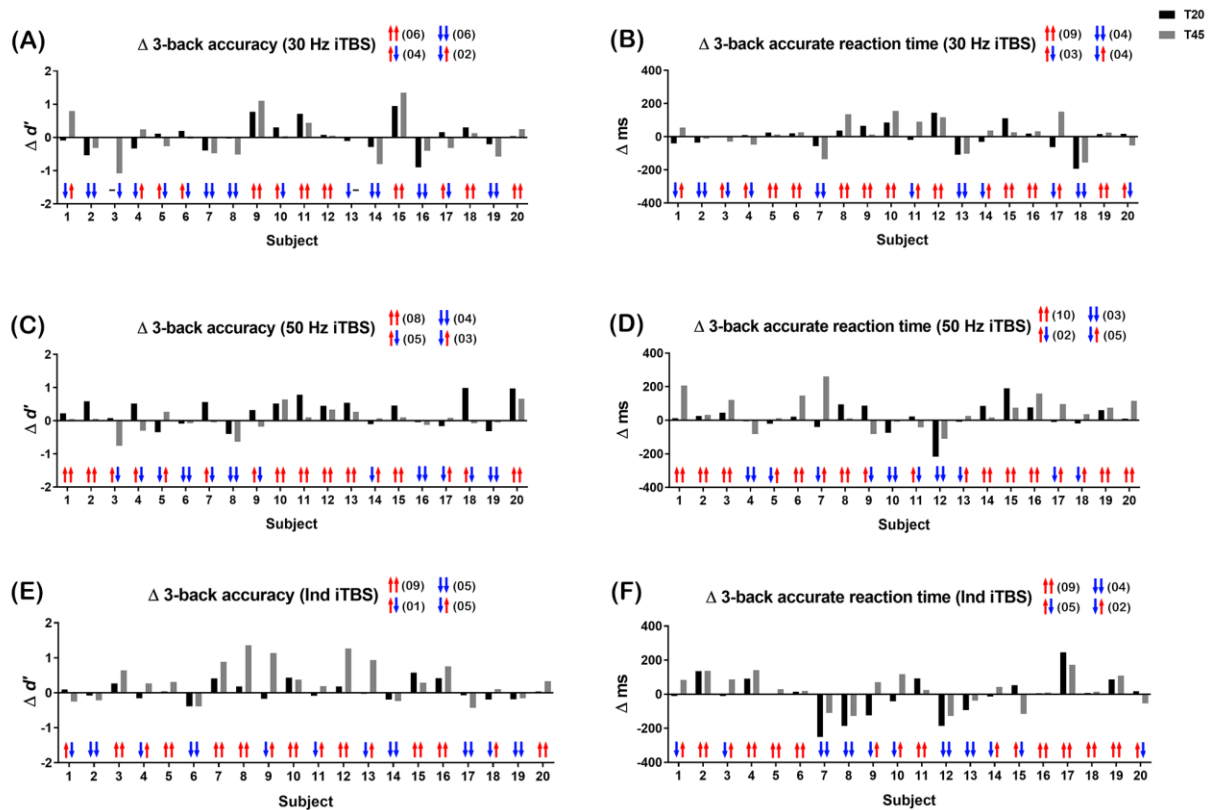 (A) Δ 3-back accuracy (30 Hz iTBS) ↑↑(06) ↓↓(06)
↑↓(04) ↓↑(02)
Δ d'
2
1
0
-1
-2
1 2 3 4 5 6 7 8 9 10 11 12 13 14 15 16 17 18 19 20
Subject
(B) Δ 3-back accurate reaction time (30 Hz iTBS) ↑↑(09) ↓↓(04)
↑↓(03) ↓↑(04)
T20
T45
Δ ms
400
200
0
-200
-400
1 2 3 4 5 6 7 8 9 10 11 12 13 14 15 16 17 18 19 20
Subject
(C) Δ 3-back accuracy (50 Hz iTBS) ↑↑(08) ↓↓(04)
↑↓(05) ↓↑(03)
Δ d'
2
1
0
-1
-2
1 2 3 4 5 6 7 8 9 10 11 12 13 14 15 16 17 18 19 20
Subject
(D) Δ 3-back accurate reaction time (50 Hz iTBS) ↑↑(10) ↓↓(03)
↑↓(02) ↓↑(05)
Δ ms
400
200
0
-200
-400
1 2 3 4 5 6 7 8 9 10 11 12 13 14 15 16 17 18 19 20
Subject
(E) Δ 3-back accuracy (Ind iTBS) ↑↑(09) ↓↓(05)
↑↓(01) ↓↑(05)
Δ d'
2
1
0
-1
-2
1 2 3 4 5 6 7 8 9 10 11 12 13 14 15 16 17 18 19 20
Subject
(F) Δ 3-back accurate reaction time (Ind iTBS) ↑↑(09) ↓↓(04)
↑↓(05) ↓↑(02)
Δ ms
400
200
0
-200
-400
1 2 3 4 5 6 7 8 9 10 11 12 13 14 15 16 17 18 19 20
Subject